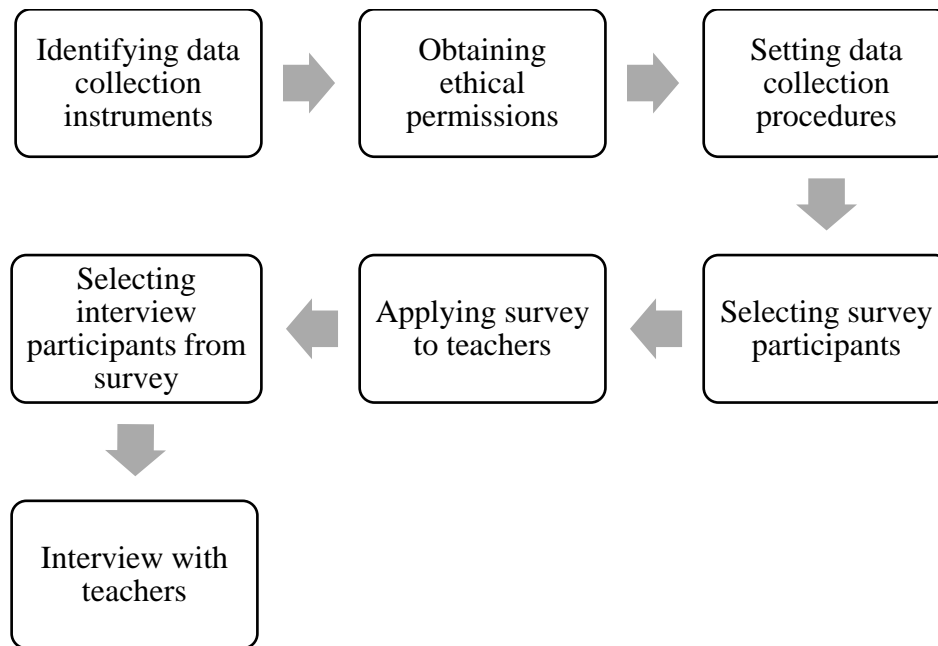 Identifying data
collection
instruments
Obtaining
ethical
permissions
Setting data
collection
procedures
Selecting survey
participants
Applying survey
to teachers
Selecting
interview
participants from
survey
Interview with
teachers